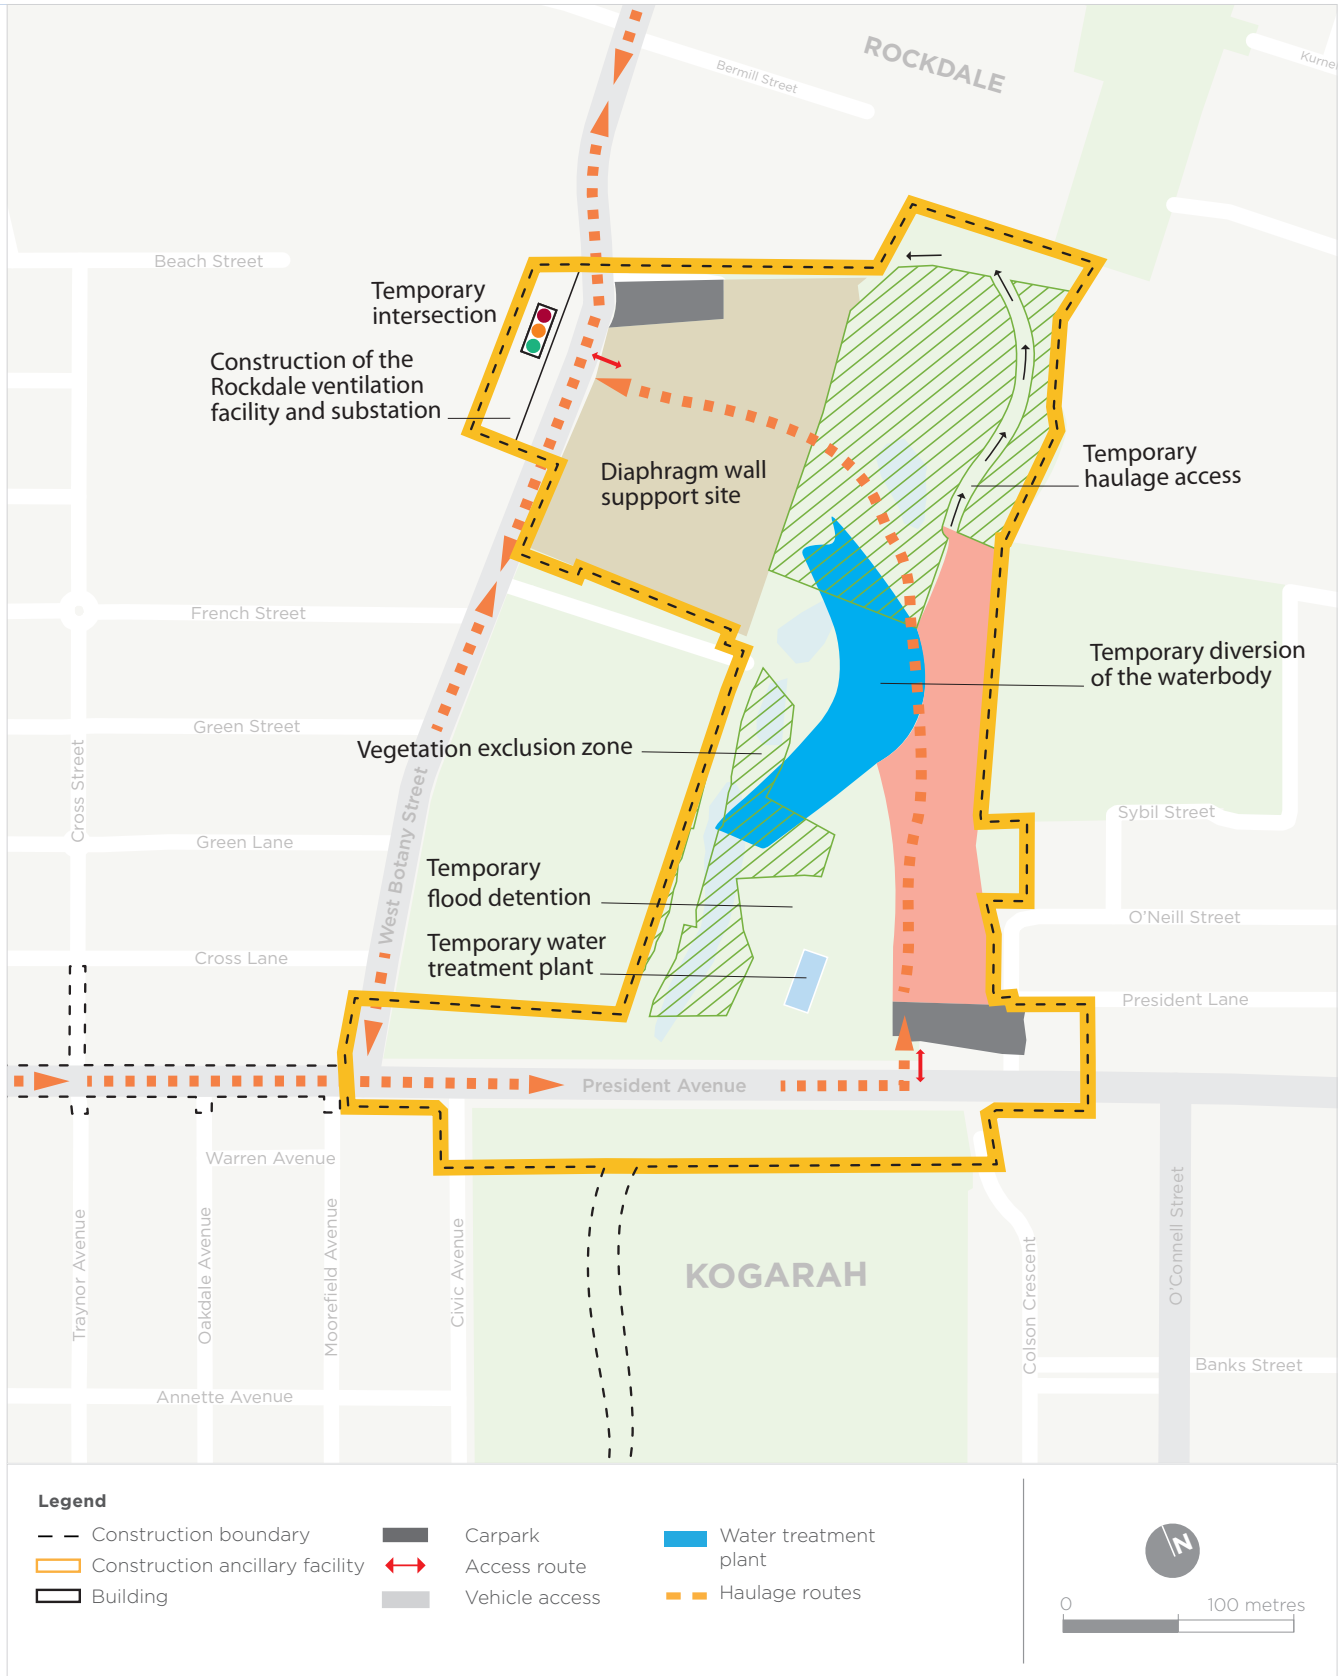 ROCKDALE
Bermill Street
Beach Street
Temporary
intersection
Construction of the
Rockdale ventilation
facility and substation
Diaphragm wall
suppport site
Temporary
haulage access
French Street
Temporary diversion
of the waterbody
Green Street
Vegetation exclusion zone
Cross Street
West Botany Street
Sybil Street
Green Lane
Temporary
flood detention
O'Neill Street
Temporary water
treatment plant
Cross Lane
President Lane
President Avenue
Warren Avenue
Traynor Avenue
Oakdale Avenue
Moorefield Avenue
Civic Avenue
KOGARAH
Colson Crescent
O'Connell Street
Banks Street
Annette Avenue
Legend
Construction boundary
Construction ancillary facility
Building
Carpark
Access route
Vehicle access
Water treatment
plant
Haulage routes
N
0 100 metres